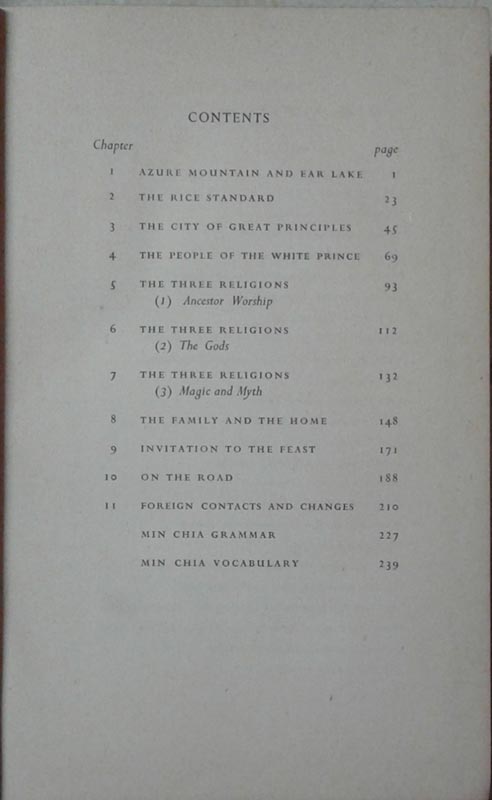 CONTENTS
Chapter page
1 AZURE MOUNTAIN AND EAR LAKE 1
2 THE RICE STANDARD 23
3 THE CITY OF GREAT PRINCIPLES 45
4 THE PEOPLE OF THE WHITE PRINCE 69
5 THE THREE RELIGIONS 93
(1) Ancestor Worship
6 THE THREE RELIGIONS 112
(2) The Gods
7 THE THREE RELIGIONS 132
(3) Magic and Myth
8 THE FAMILY AND THE HOME 148
9 INVITATION TO THE FEAST 171
10 ON THE ROAD 188
11 FOREIGN CONTACTS AND CHANGES 210
MIN CHIA GRAMMAR 227
MIN CHIA VOCABULARY 239